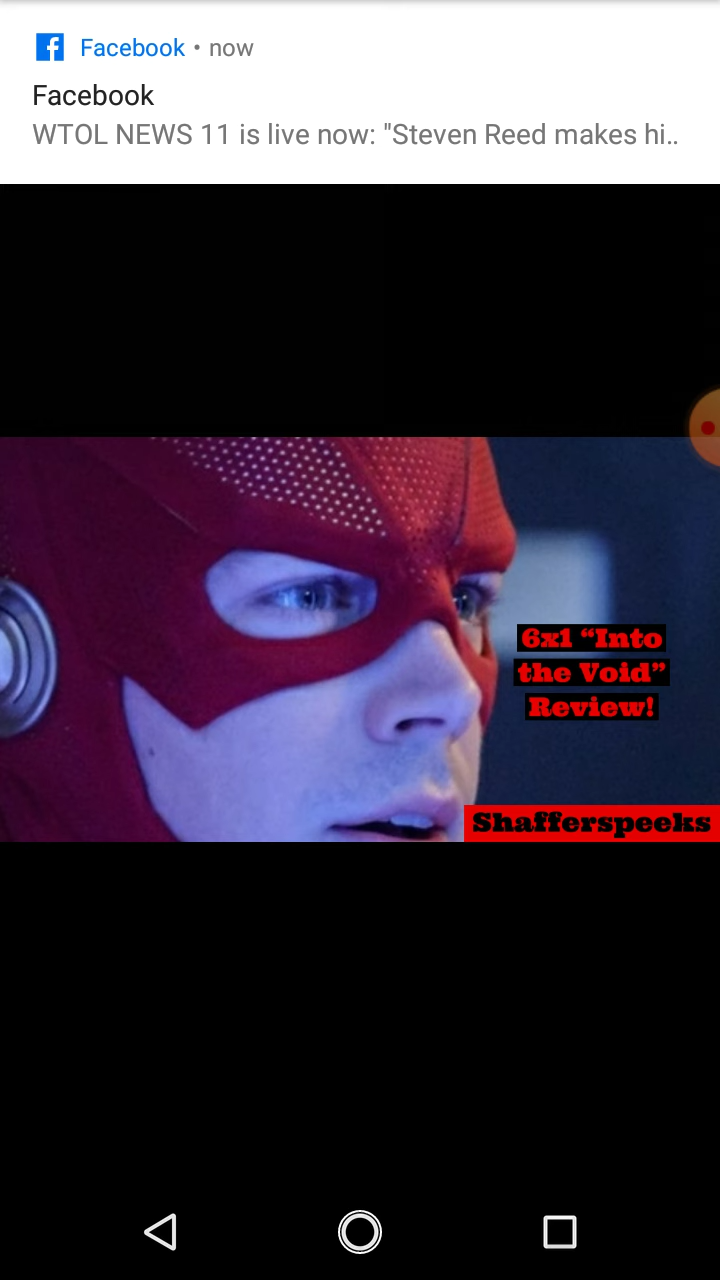 Facebook • now
Facebook
WTOL NEWS 11 is live now: "Steven Reed makes hi..
6x1 “Into
the Void”
Review!
Shafferspeeks